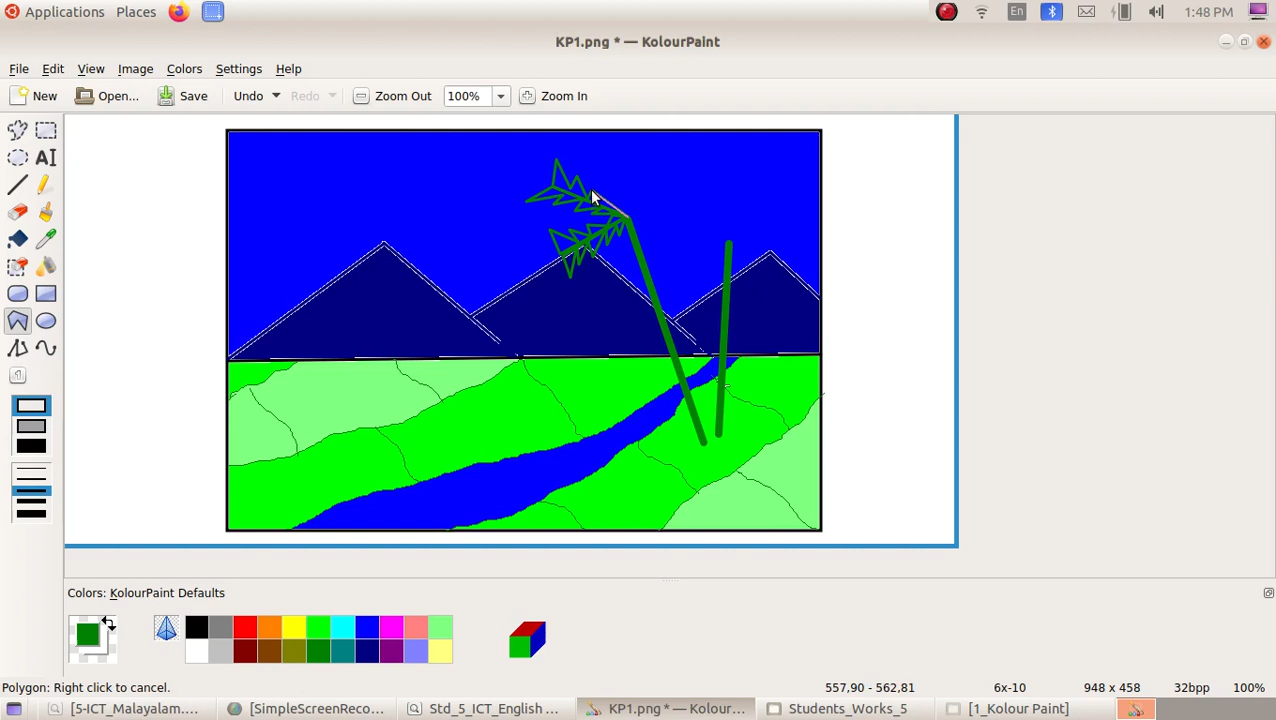 Applications Places En 1:48 PM
KP1.png * — KolourPaint
File Edit View Image Colors Settings Help
New Open... Save Undo Redo Zoom Out 100% Zoom In
A
Colors: KolourPaint Defaults
Polygon: Right click to cancel. 557,90 - 562,81 6x-10 948 x 458 32bpp 100%
[5-ICT_Malayalam.... [SimpleScreenReco... Std_5_ICT_English ... KP1.png * — Kolour... Students_Works_5 [1_Kolour Paint]